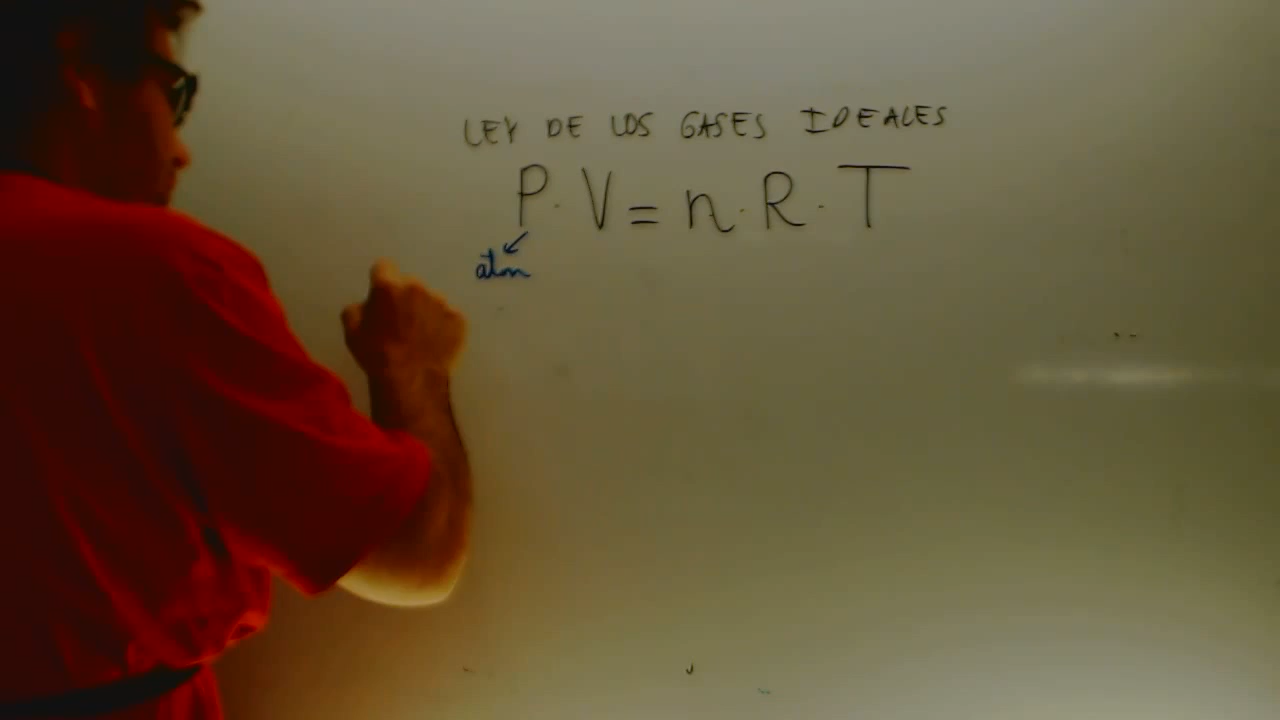 LEY DE LOS GASES IDEALES
P · V = n · R · T
atm